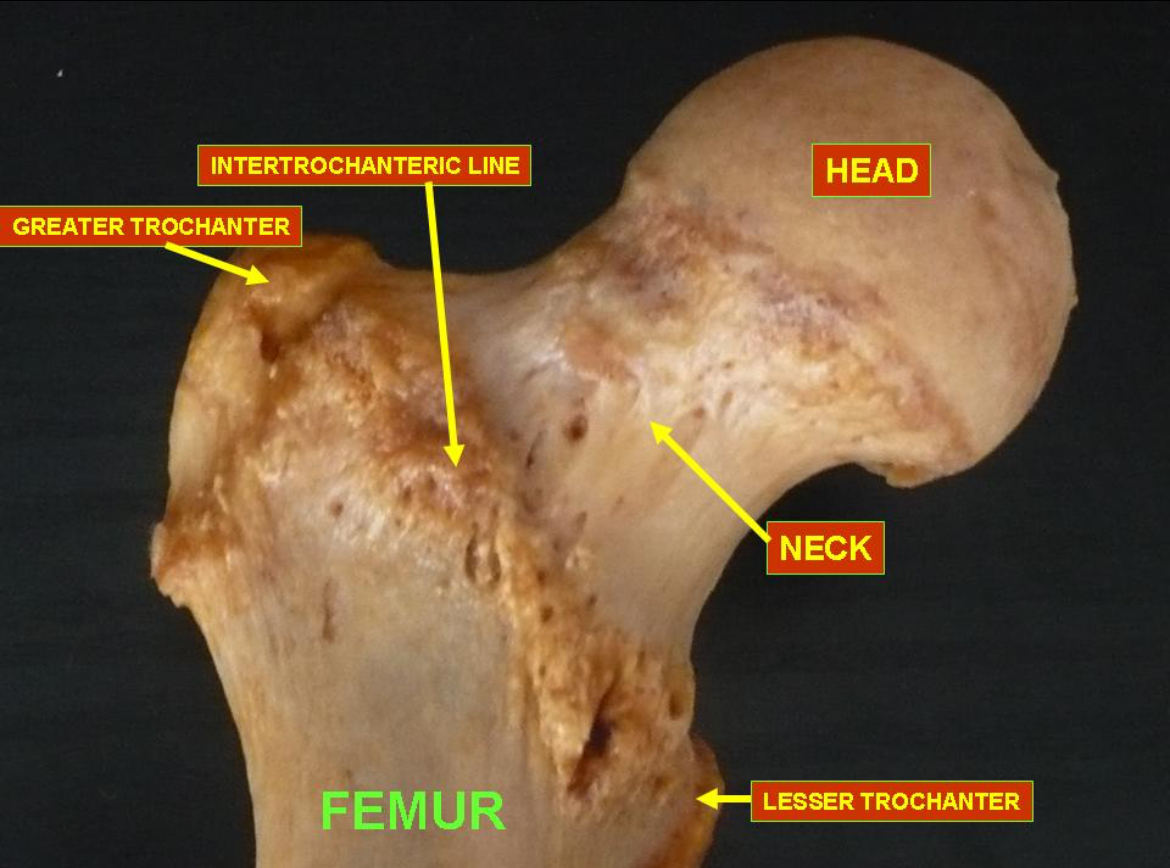 INTERTROCHANTERIC LINE
HEAD
GREATER TROCHANTER
NECK
LESSER TROCHANTER
FEMUR